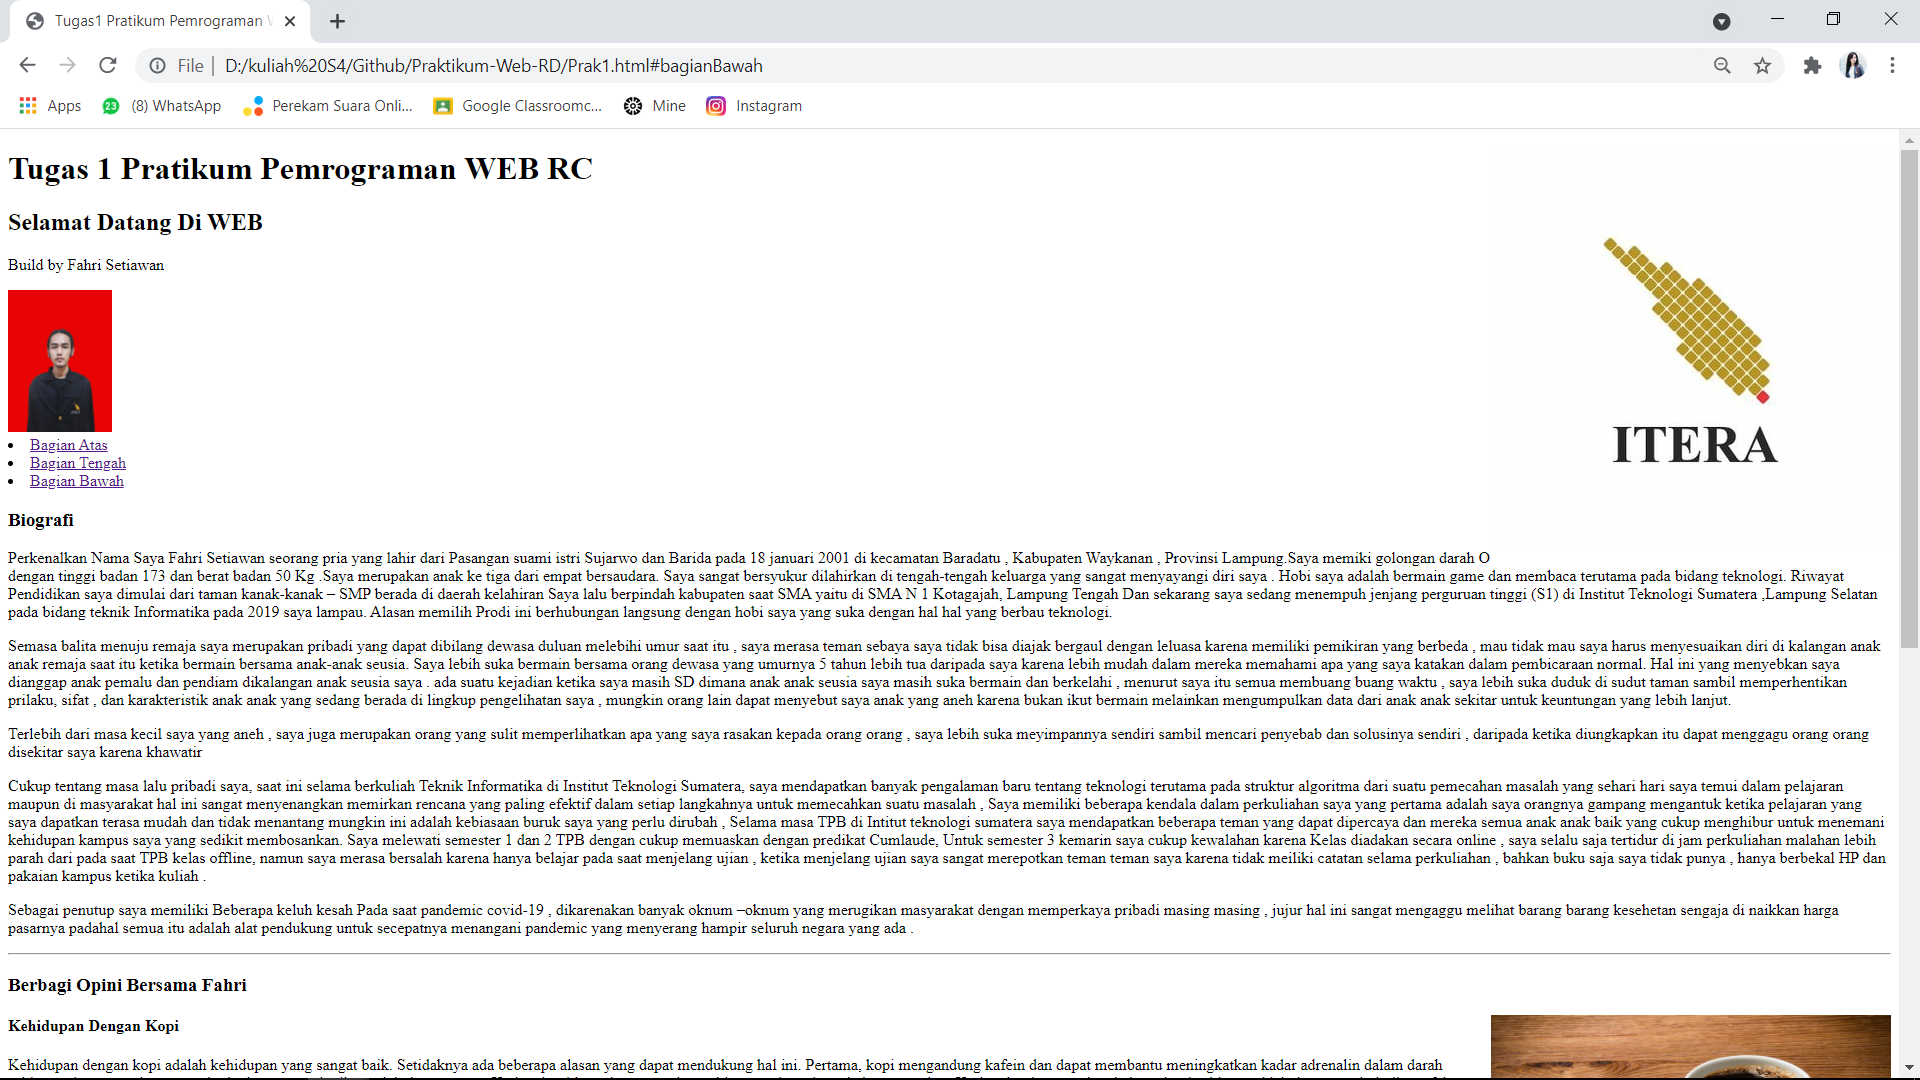 Tugas1 Pratikum Pemrograman W
File
D:/kuliah%20S4/Github/Praktikum-Web-RD/Prak1.html#bagianBawah
Apps
23
(8) WhatsApp
Perekam Suara Onli...
Google Classroomc...
Mine
Instagram
Tugas 1 Pratikum Pemrograman WEB RC
Selamat Datang Di WEB
Build by Fahri Setiawan
ITERA
ITERA
Bagian Atas
Bagian Tengah
Bagian Bawah
Biografi
Perkenalkan Nama Saya Fahri Setiawan seorang pria yang lahir dari Pasangan suami istri Sujarwo dan Barida pada 18 januari 2001 di kecamatan Baradatu , Kabupaten Waykanan , Provinsi Lampung.Saya memiki golongan darah O
dengan tinggi badan 173 dan berat badan 50 Kg .Saya merupakan anak ke tiga dari empat bersaudara. Saya sangat bersyukur dilahirkan di tengah-tengah keluarga yang sangat menyayangi diri saya . Hobi saya adalah bermain game dan membaca terutama pada bidang teknologi. Riwayat
Pendidikan saya dimulai dari taman kanak-kanak – SMP berada di daerah kelahiran Saya lalu berpindah kabupaten saat SMA yaitu di SMA N 1 Kotagajah, Lampung Tengah Dan sekarang saya sedang menempuh jenjang perguruan tinggi (S1) di Institut Teknologi Sumatera ,Lampung Selatan
pada bidang teknik Informatika pada 2019 saya lampau. Alasan memilih Prodi ini berhubungan langsung dengan hobi saya yang suka dengan hal hal yang berbau teknologi.
Semasa balita menuju remaja saya merupakan pribadi yang dapat dibilang dewasa duluan melebihi umur saat itu , saya merasa teman sebaya saya tidak bisa diajak bergaul dengan leluasa karena memiliki pemikiran yang berbeda , mau tidak mau saya harus menyesuaikan diri di kalangan anak
anak remaja saat itu ketika bermain bersama anak-anak seusia. Saya lebih suka bermain bersama orang dewasa yang umurnya 5 tahun lebih tua daripada saya karena lebih mudah dalam mereka memahami apa yang saya katakan dalam pembicaraan normal. Hal ini yang menyebkan saya
dianggap anak pemalu dan pendiam dikalangan anak seusia saya . ada suatu kejadian ketika saya masih SD dimana anak anak seusia saya masih suka bermain dan berkelahi , menurut saya itu semua membuang buang waktu , saya lebih suka duduk di sudut taman sambil memperhentikan
prilaku, sifat , dan karakteristik anak anak yang sedang berada di lingkup pengelihatan saya , mungkin orang lain dapat menyebut saya anak yang aneh karena bukan ikut bermain melainkan mengumpulkan data dari anak anak sekitar untuk keuntungan yang lebih lanjut.
Terlebih dari masa kecil saya yang aneh , saya juga merupakan orang yang sulit memperlihatkan apa yang saya rasakan kepada orang orang , saya lebih suka meyimpannya sendiri sambil mencari penyebab dan solusinya sendiri , daripada ketika diungkapkan itu dapat menggagu orang orang
disekitar saya karena khawatir
Cukup tentang masa lalu pribadi saya, saat ini selama berkuliah Teknik Informatika di Institut Teknologi Sumatera, saya mendapatkan banyak pengalaman baru tentang teknologi terutama pada struktur algoritma dari suatu pemecahan masalah yang sehari hari saya temui dalam pelajaran
maupun di masyarakat hal ini sangat menyenangkan memirkan rencana yang paling efektif dalam setiap langkahnya untuk memecahkan suatu masalah , Saya memiliki beberapa kendala dalam perkuliahan saya yang pertama adalah saya orangnya gampang mengantuk ketika pelajaran yang
saya dapatkan terasa mudah dan tidak menantang mungkin ini adalah kebiasaan buruk saya yang perlu dirubah , Selama masa TPB di Intitut teknologi sumatera saya mendapatkan beberapa teman yang dapat dipercaya dan mereka semua anak anak baik yang cukup menghibur untuk menemani
kehidupan kampus saya yang sedikit membosankan. Saya melewati semester 1 dan 2 TPB dengan cukup memuaskan dengan predikat Cumlaude, Untuk semester 3 kemarin saya cukup kewalahan karena Kelas diadakan secara online , saya selalu saja tertidur di jam perkuliahan malahan lebih
parah dari pada saat TPB kelas offline, namun saya merasa bersalah karena hanya belajar pada saat menjelang ujian , ketika menjelang ujian saya sangat merepotkan teman teman saya karena tidak meiliki catatan selama perkuliahan , bahkan buku saja saya tidak punya , hanya berbekal HP dan
pakaian kampus ketika kuliah .
Sebagai penutup saya memiliki Beberapa keluh kesah Pada saat pandemic covid-19 , dikarenakan banyak oknum –oknum yang merugikan masyarakat dengan memperkaya pribadi masing masing , jujur hal ini sangat mengaggu melihat barang barang kesehetan sengaja di naikkan harga
pasarnya padahal semua itu adalah alat pendukung untuk secepatnya menangani pandemic yang menyerang hampir seluruh negara yang ada .
Berbagi Opini Bersama Fahri
Kehidupan Dengan Kopi
Kehidupan dengan kopi adalah kehidupan yang sangat baik. Setidaknya ada beberapa alasan yang dapat mendukung hal ini. Pertama, kopi mengandung kafein dan dapat membantu meningkatkan kadar adrenalin dalam darah